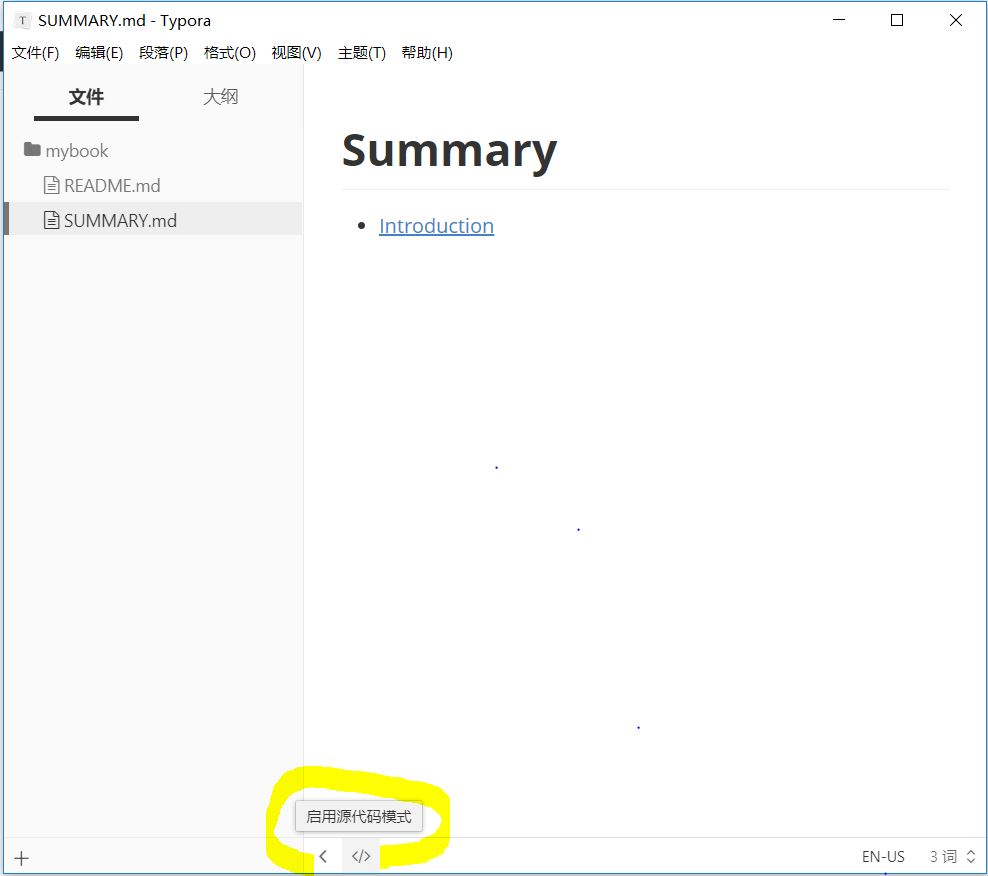 T SUMMARY.md - Typora
文件(F) 编辑(E) 段落(P) 格式(O) 视图(V) 主题(T) 帮助(H)
文件 大纲
mybook
README.md
SUMMARY.md
Summary
• Introduction
启用源代码模式
+ < </> EN-US 3 词